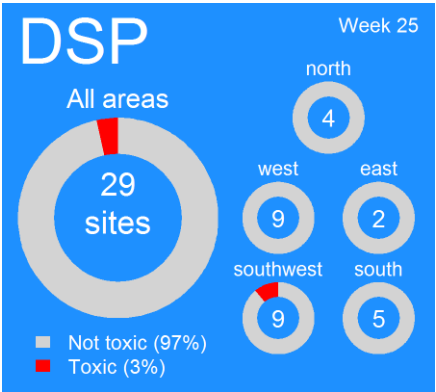 DSP
Week 25
All areas
29
sites
north
4
west
9
east
2
southwest
9
south
5
Not toxic (97%)
Toxic (3%)